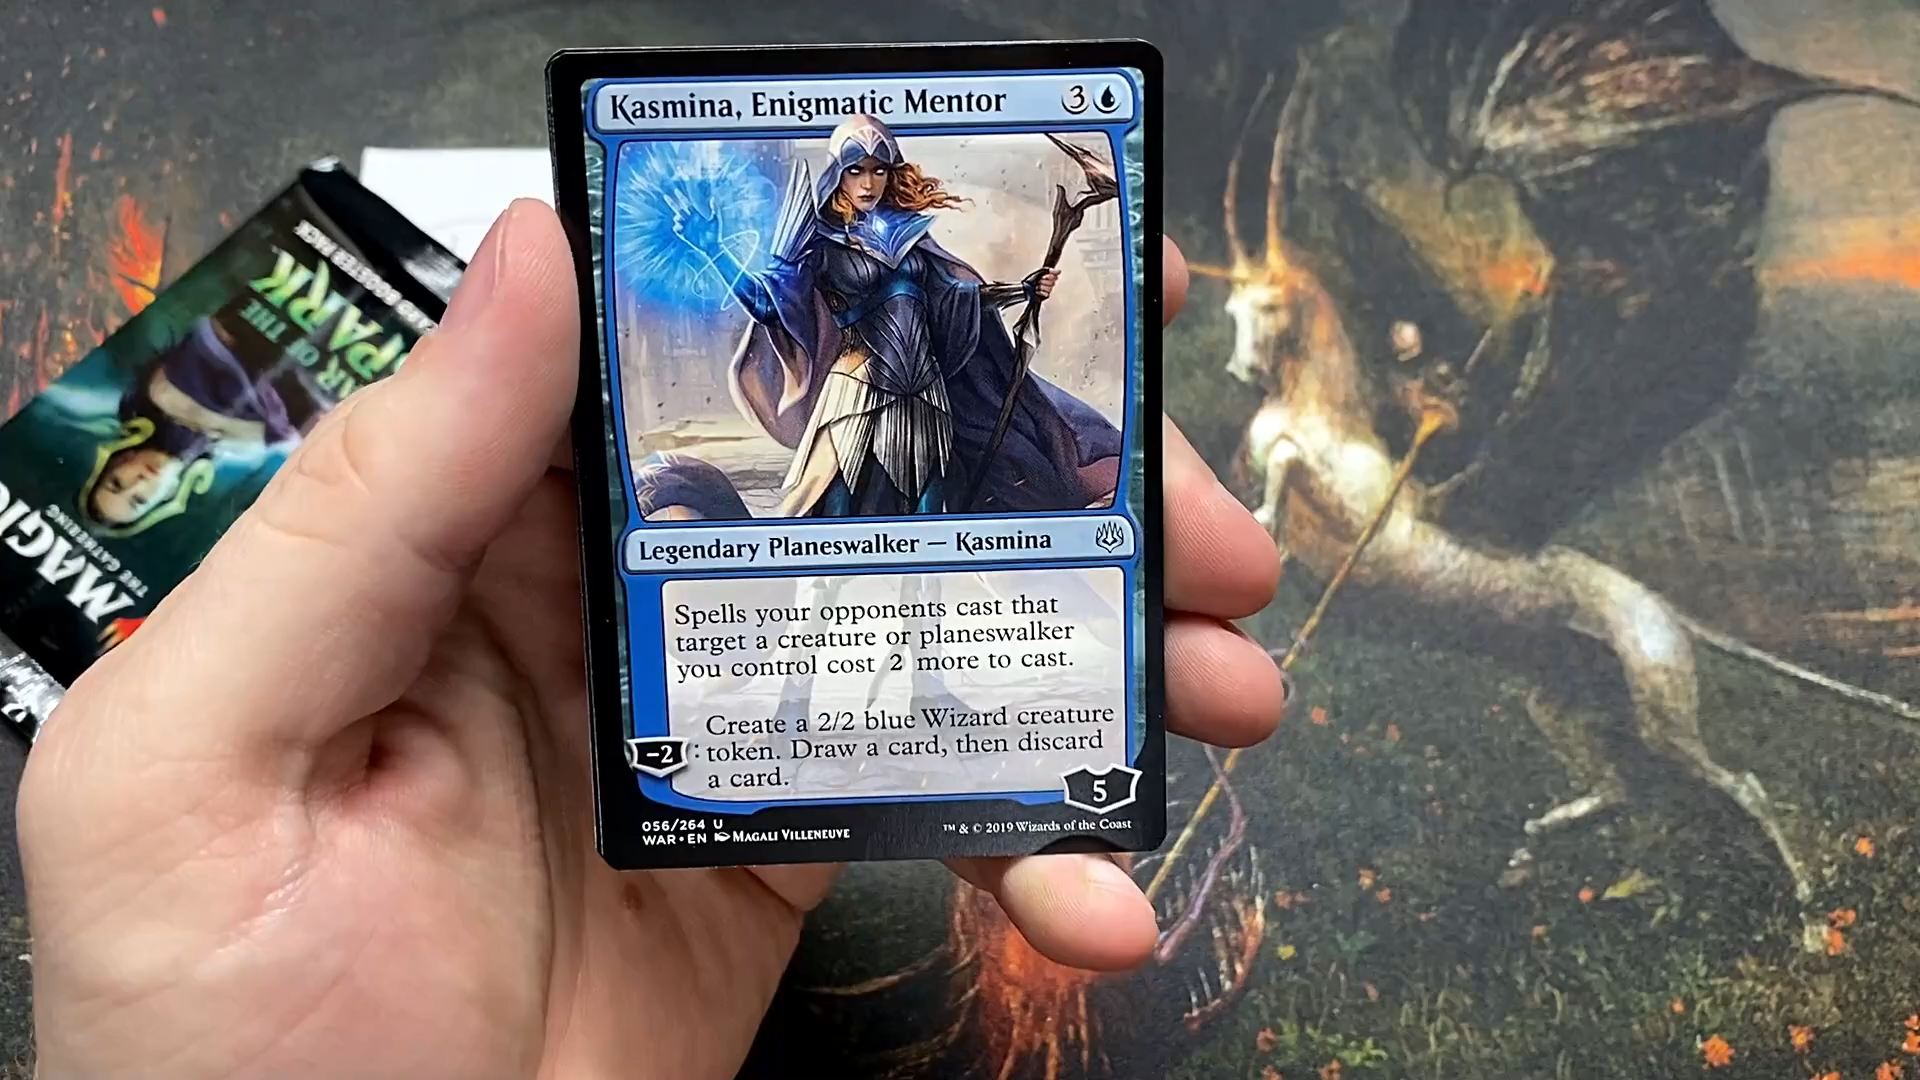 Kasmina, Enigmatic Mentor 3
Legendary Planeswalker — Kasmina
Spells your opponents cast that
target a creature or planeswalker
you control cost 2 more to cast.
Create a 2/2 blue Wizard creature
-2: token. Draw a card, then discard
a card.
5
056/264 U
WAR • EN MAGALI VILLENEUVE
™ & © 2019 Wizards of the Coast
MAGIC
THE GATHERING
OF THE
SPARK